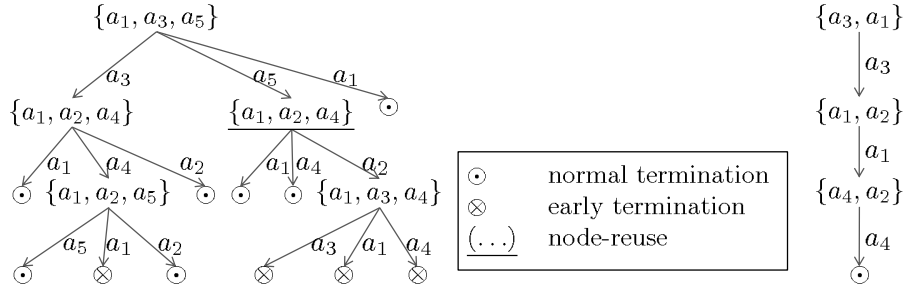 {a₁, a₃, a₅} {a₃, a₁}
a₃ a₅ a₁ a₃
{a₁, a₂, a₄} {a₁, a₂, a₄} {a₁, a₂}
a₁ a₄ a₂ a₁ a₄ a₂ a₁
{a₁, a₂, a₅} {a₁, a₃, a₄} {a₄, a₂}
a₅ a₁ a₂ a₃ a₁ a₄ a₄
⊙ normal termination
⊗ early termination
(...) node-reuse